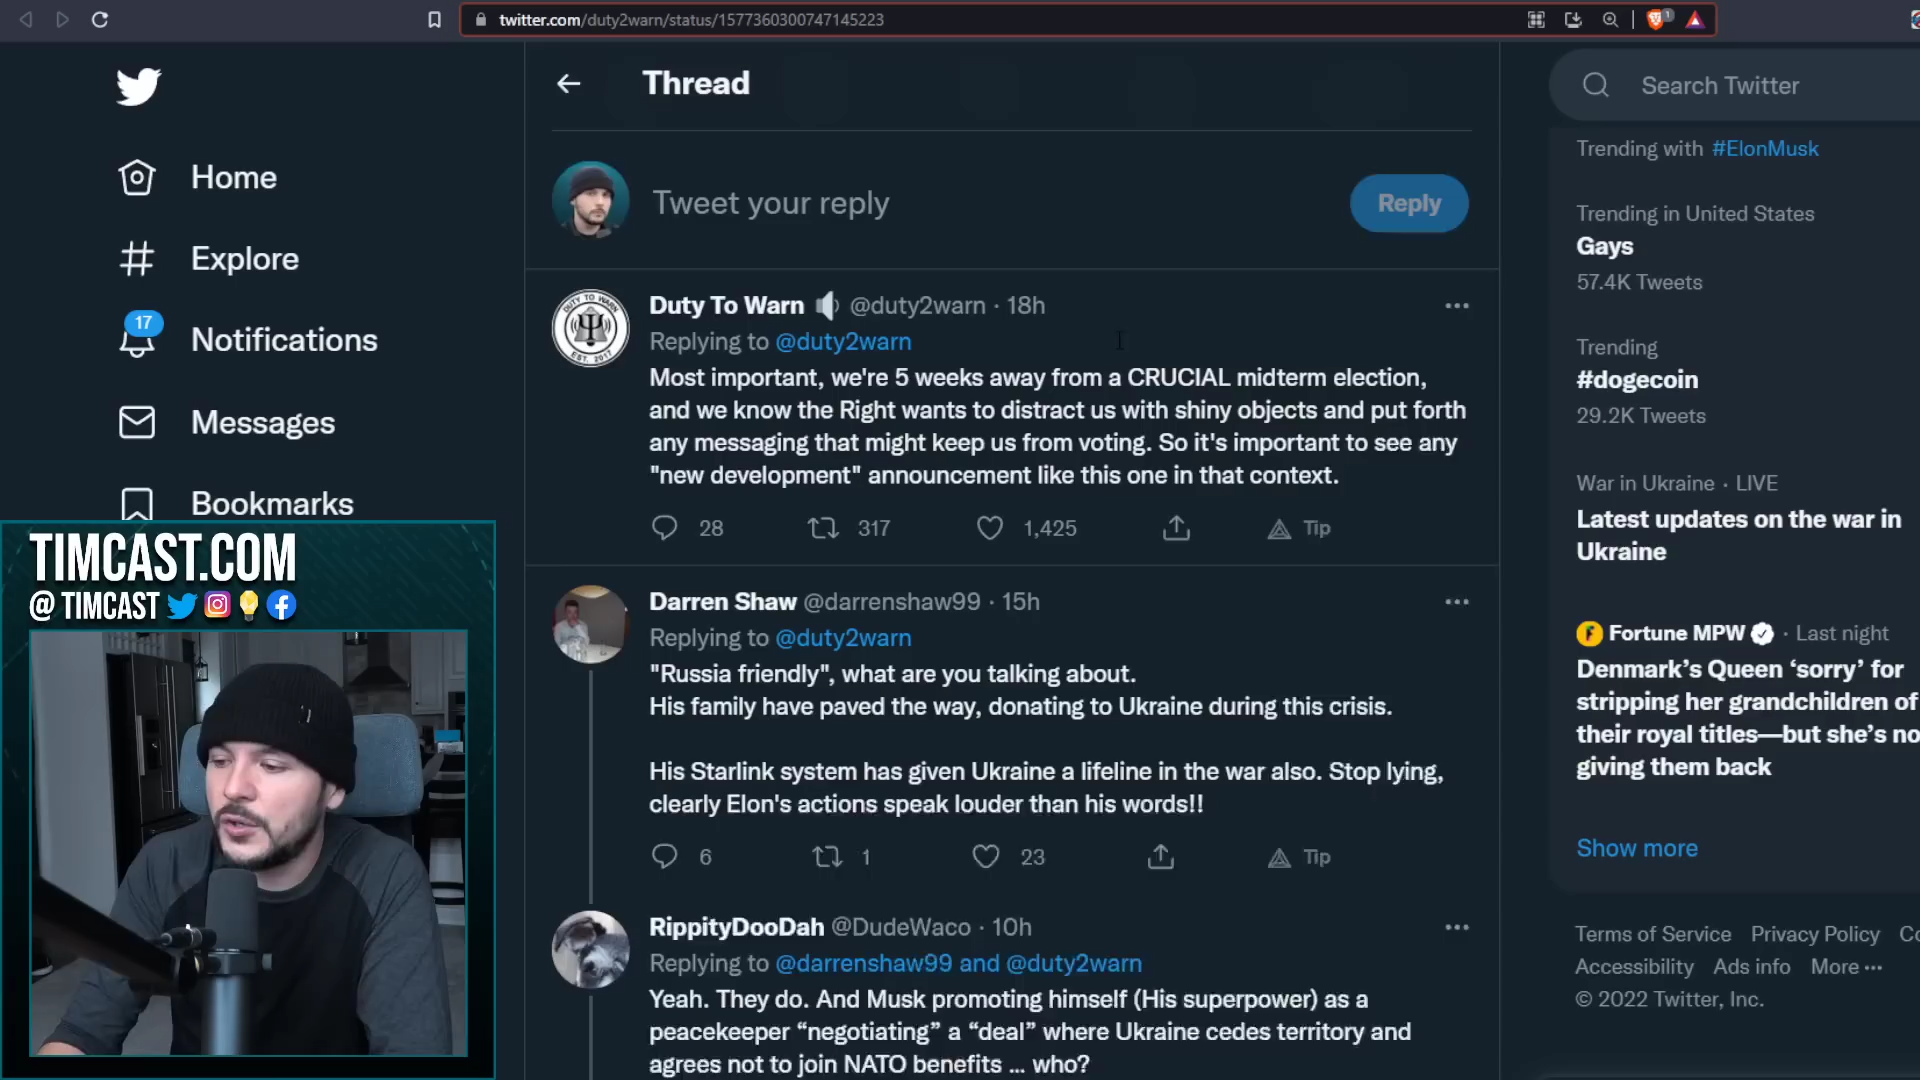 twitter.com/duty2warn/status/1577360300747145223
1
Home
Explore
17
Notifications
Messages
Bookmarks
TIMCAST.COM
@ TIMCAST
Thread
Tweet your reply
Reply
Duty To Warn @duty2warn · 18h
Replying to @duty2warn
Most important, we're 5 weeks away from a CRUCIAL midterm election,
and we know the Right wants to distract us with shiny objects and put forth
any messaging that might keep us from voting. So it's important to see any
"new development" announcement like this one in that context.
28 317 1,425 Tip
DUTY TO WARN
EST. 2017
Darren Shaw @darrenshaw99 · 15h
Replying to @duty2warn
"Russia friendly", what are you talking about.
His family have paved the way, donating to Ukraine during this crisis.
His Starlink system has given Ukraine a lifeline in the war also. Stop lying,
clearly Elon's actions speak louder than his words!!
6 1 23 Tip
RippityDooDah @DudeWaco · 10h
Replying to @darrenshaw99 and @duty2warn
Yeah. They do. And Musk promoting himself (His superpower) as a
peacekeeper “negotiating” a “deal” where Ukraine cedes territory and
agrees not to join NATO benefits ... who?
Search Twitter
Trending with #ElonMusk
Trending in United States
Gays
57.4K Tweets
Trending
#dogecoin
29.2K Tweets
War in Ukraine · LIVE
Latest updates on the war in
Ukraine
Fortune MPW · Last night
Denmark’s Queen ‘sorry’ for
stripping her grandchildren of
their royal titles—but she’s no
giving them back
Show more
Terms of Service Privacy Policy Co
Accessibility Ads info More ···
© 2022 Twitter, Inc.